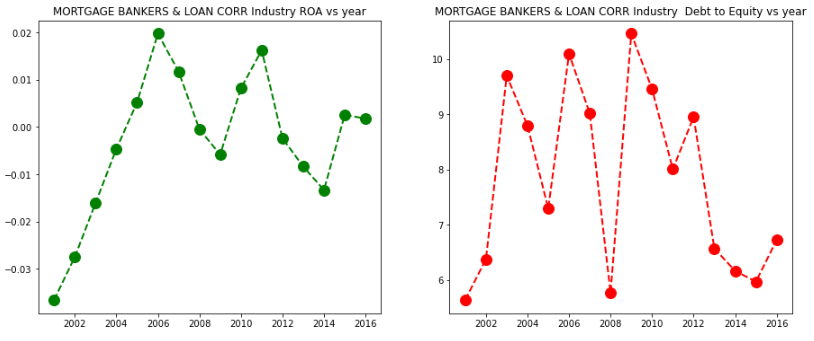 MORTGAGE BANKERS & LOAN CORR Industry ROA vs year
0.02
0.01
0.00
−0.01
−0.02
−0.03
2002 2004 2006 2008 2010 2012 2014 2016
MORTGAGE BANKERS & LOAN CORR Industry  Debt to Equity vs year
10
9
8
7
6
2002 2004 2006 2008 2010 2012 2014 2016